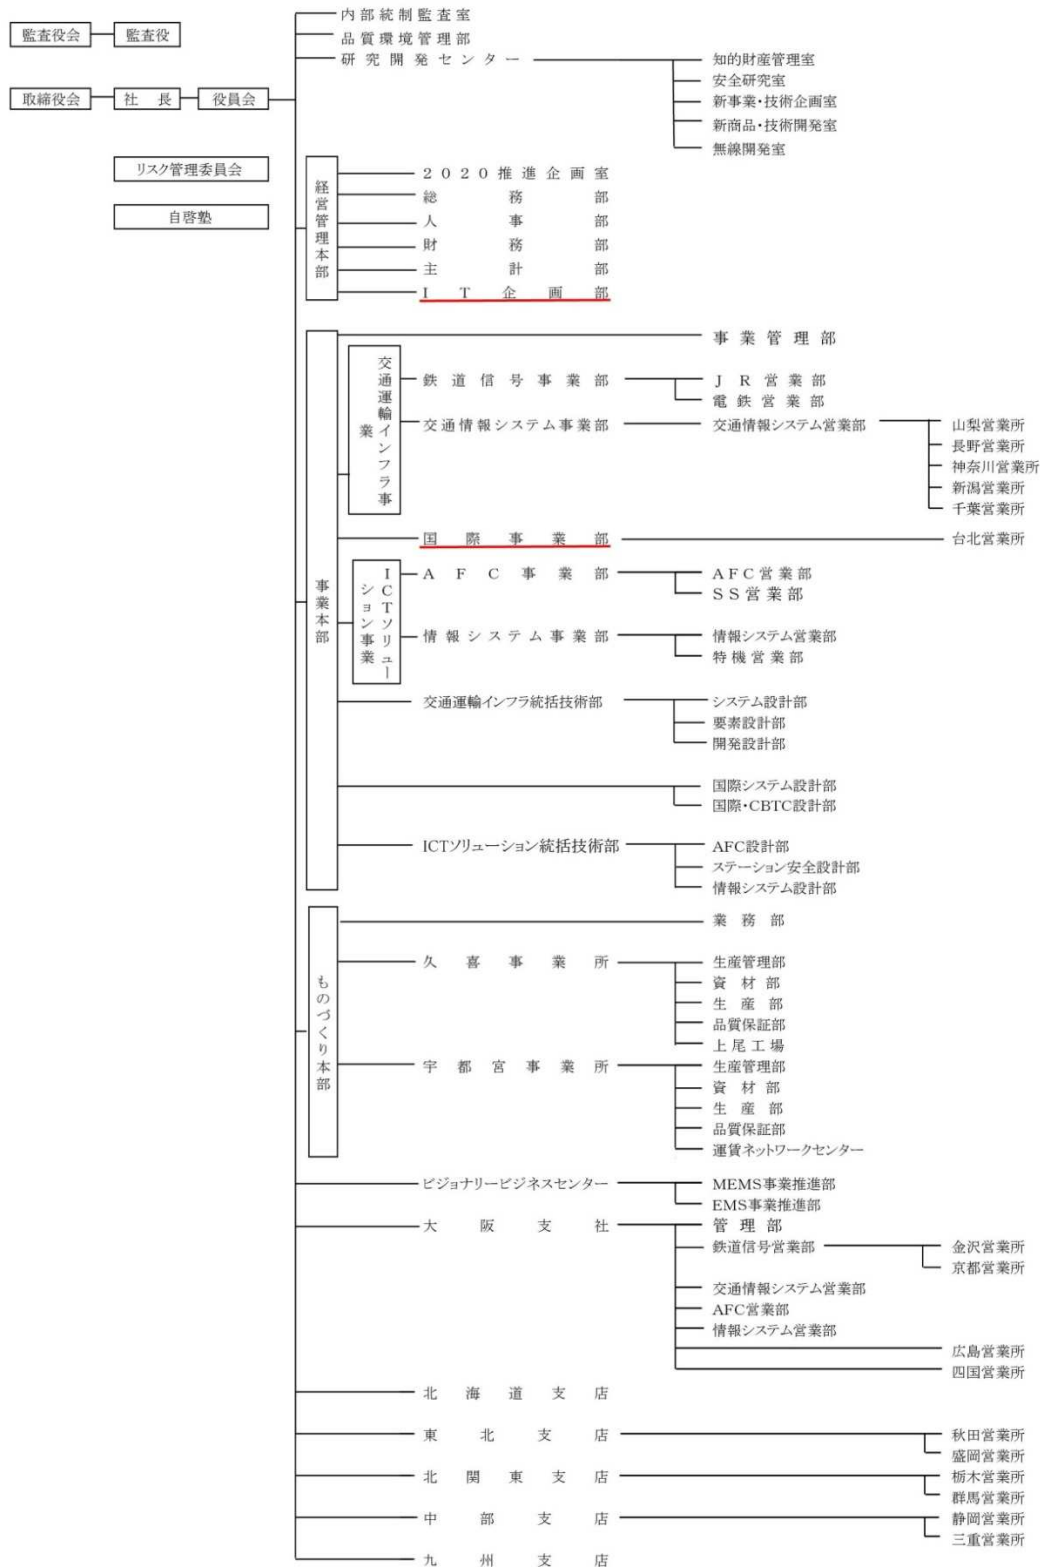 内部統制監査室
監査役会 監査役
品質環境管理部
研究開発センター 知的財産管理室
安全研究室
取締役会 社長 役員会
新事業・技術企画室
新商品・技術開発室
無線開発室
リスク管理委員会
自啓塾
経営管理本部
2020推進企画室
総務部
人事部
財務部
主計部
IT企画部
事業本部
事業管理部
交通運輸インフラ事業
鉄道信号事業部 JR営業部
電鉄営業部
交通情報システム事業部 交通情報システム営業部 山梨営業所
長野営業所
神奈川営業所
新潟営業所
千葉営業所
国際事業部 台北営業所
ICTソリューション事業
AFC事業部 AFC営業部
SS営業部
情報システム事業部 情報システム営業部
特機営業部
交通運輸インフラ統括技術部 システム設計部
要素設計部
開発設計部
国際システム設計部
国際・CBTC設計部
ICTソリューション統括技術部 AFC設計部
ステーション安全設計部
情報システム設計部
ものづくり本部
業務部
久喜事業所 生産管理部
資材部
生産部
品質保証部
上尾工場
宇都宮事業所 生産管理部
資材部
生産部
品質保証部
運賃ネットワークセンター
ビジョナリービジネスセンター MEMS事業推進部
EMS事業推進部
大阪支社 管理部
鉄道信号営業部 金沢営業所
京都営業所
交通情報システム営業部
AFC営業部
情報システム営業部
広島営業所
四国営業所
北海道支店
東北支店 秋田営業所
盛岡営業所
北関東支店 栃木営業所
群馬営業所
中部支店 静岡営業所
三重営業所
九州支店